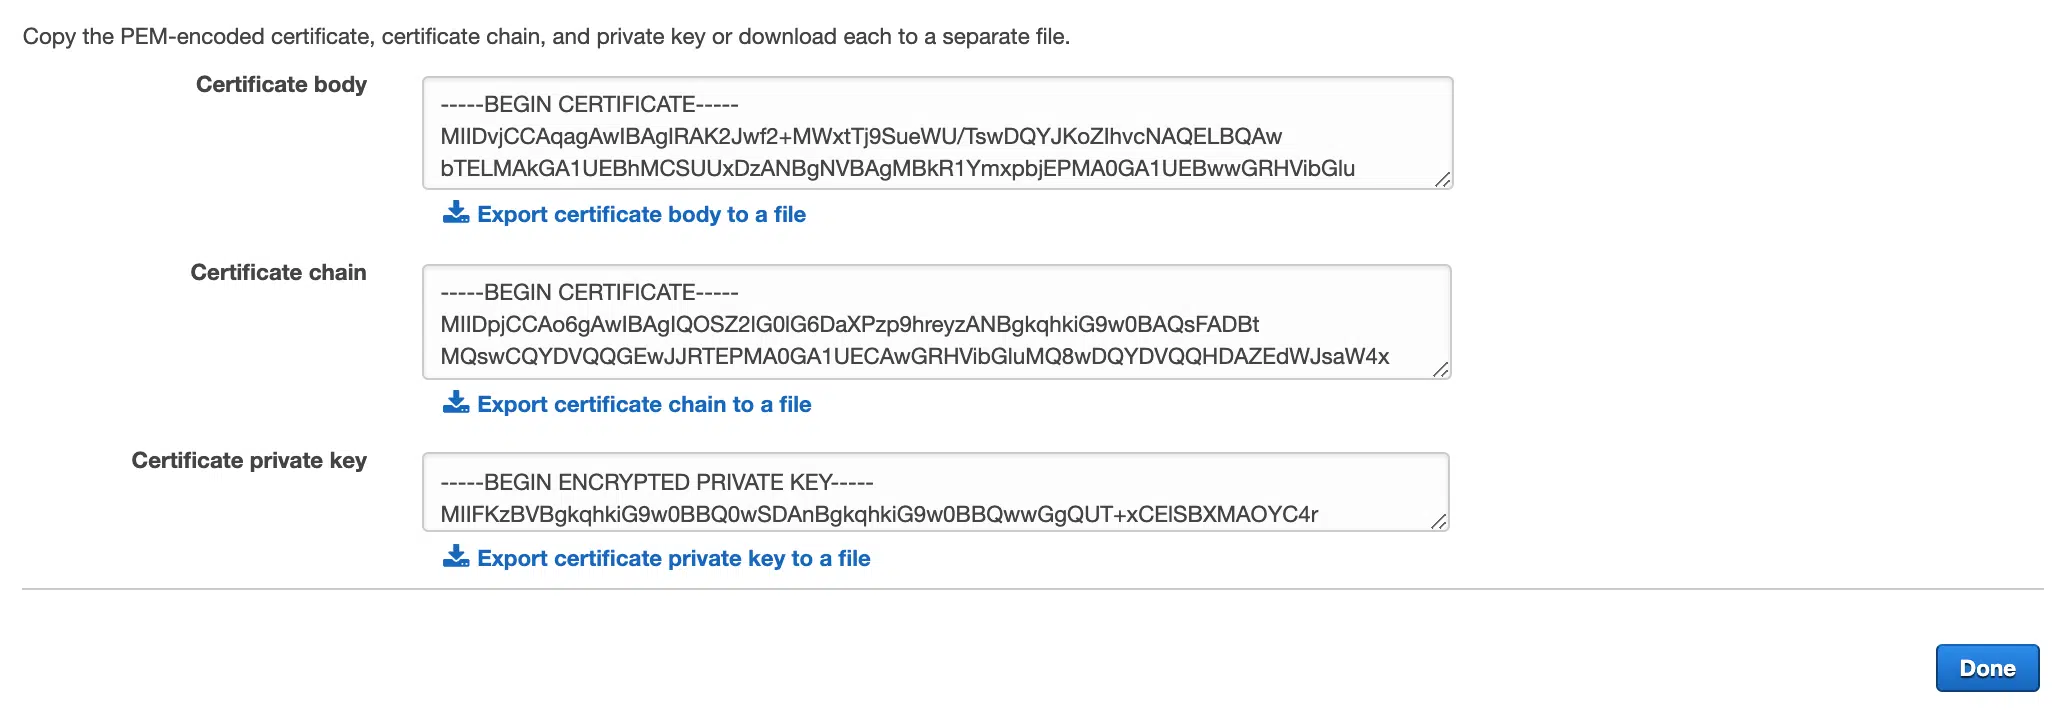 Copy the PEM-encoded certificate, certificate chain, and private key or download each to a separate file.
Certificate body
-----BEGIN CERTIFICATE-----
MIIDvjCCAqagAwIBAgIRAK2Jwf2+MWxtTj9SueWU/TswDQYJKoZIhvcNAQELBQAw
bTELMAkGA1UEBhMCSUUxDzANBgNVBAgMBkR1YmxpbjEPMA0GA1UEBwwGRHVibGlu
Export certificate body to a file
Certificate chain
-----BEGIN CERTIFICATE-----
MIIDpjCCAo6gAwIBAgIQOSZ2lG0lG6DaXPzp9hreyzANBgkqhkiG9w0BAQsFADBt
MQswCQYDVQQGEwJJRTEPMA0GA1UECAwGRHVibGluMQ8wDQYDVQQHDAZEdWJsaW4x
Export certificate chain to a file
Certificate private key
-----BEGIN ENCRYPTED PRIVATE KEY-----
MIIFKzBVBgkqhkiG9w0BBQ0wSDAnBgkqhkiG9w0BBQwwGgQUT+xCElSBXMAOYC4r
Export certificate private key to a file
Done